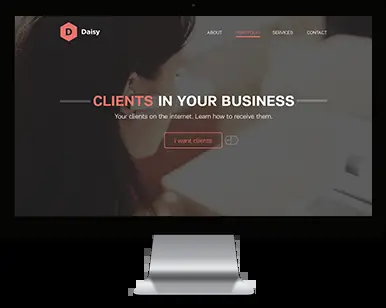 D Daisy
ABOUT PORTFOLIO SERVICES CONTACT
CLIENTS IN YOUR BUSINESS
Your clients on the internet. Learn how to receive them.
I want clients